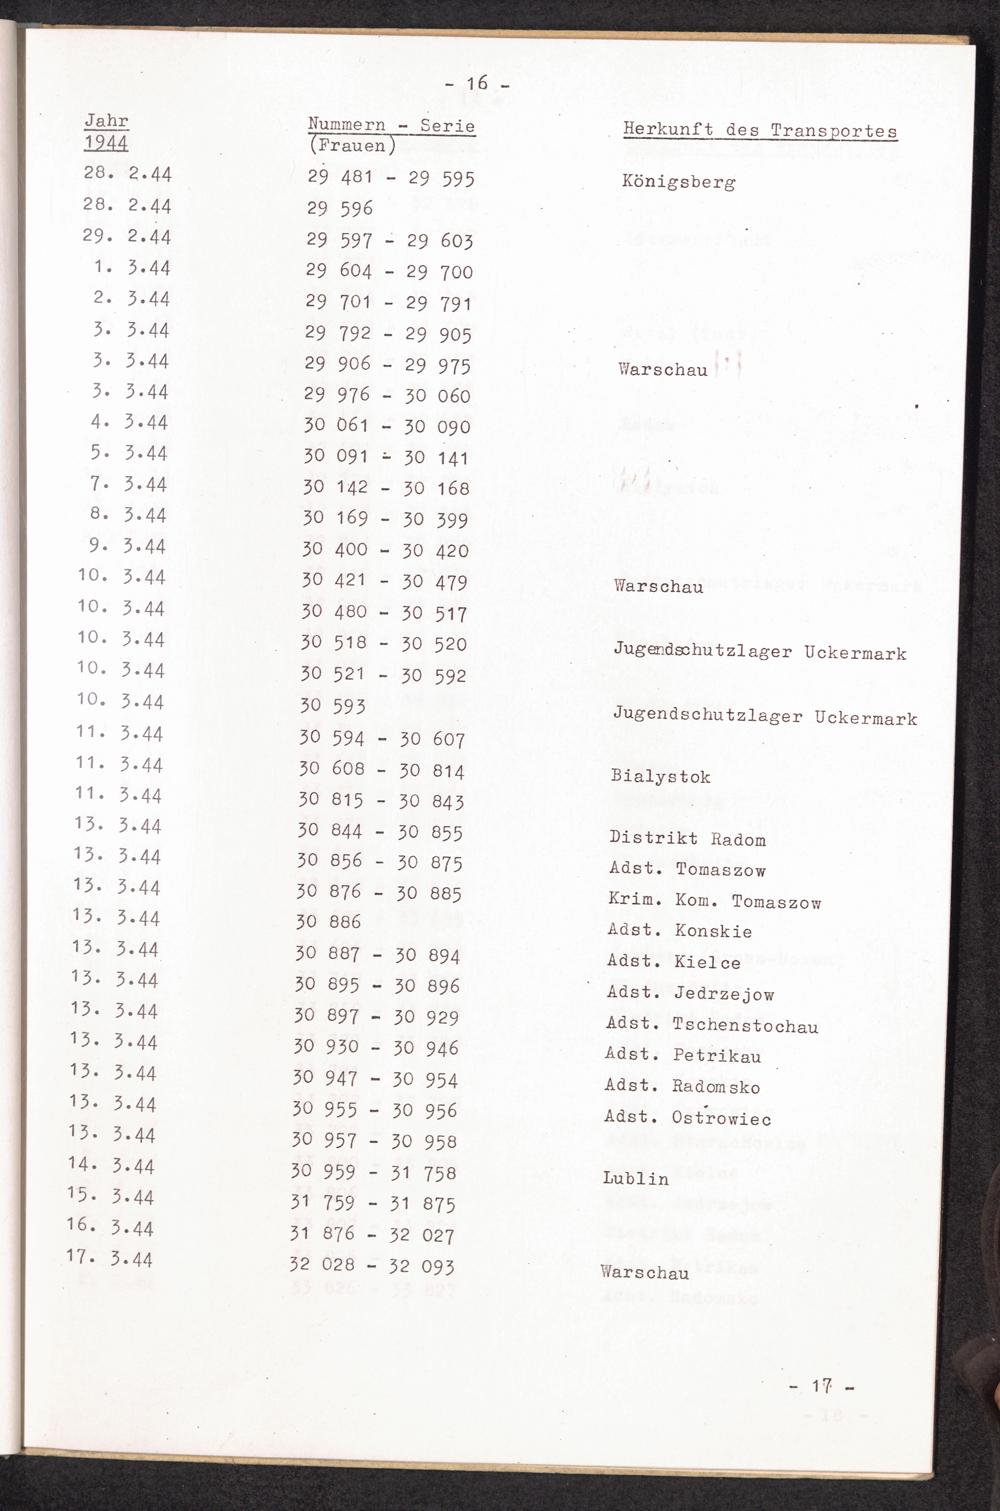 - 16 -
Jahr Nummern - Serie Herkunft des Transportes
1944 (Frauen)
28. 2.44 29 481 - 29 595 Königsberg
28. 2.44 29 596
29. 2.44 29 597 - 29 603
1. 3.44 29 604 - 29 700
2. 3.44 29 701 - 29 791
3. 3.44 29 792 - 29 905
3. 3.44 29 906 - 29 975 Warschau
3. 3.44 29 976 - 30 060
4. 3.44 30 061 - 30 090
5. 3.44 30 091 - 30 141
7. 3.44 30 142 - 30 168
8. 3.44 30 169 - 30 399
9. 3.44 30 400 - 30 420
10. 3.44 30 421 - 30 479 Warschau
10. 3.44 30 480 - 30 517
10. 3.44 30 518 - 30 520 Jugendschutzlager Uckermark
10. 3.44 30 521 - 30 592
10. 3.44 30 593 Jugendschutzlager Uckermark
11. 3.44 30 594 - 30 607
11. 3.44 30 608 - 30 814 Bialystok
11. 3.44 30 815 - 30 843
13. 3.44 30 844 - 30 855 Distrikt Radom
13. 3.44 30 856 - 30 875 Adst. Tomaszow
13. 3.44 30 876 - 30 885 Krim. Kom. Tomaszow
13. 3.44 30 886 Adst. Konskie
13. 3.44 30 887 - 30 894 Adst. Kielce
13. 3.44 30 895 - 30 896 Adst. Jedrzejow
13. 3.44 30 897 - 30 929 Adst. Tschenstochau
13. 3.44 30 930 - 30 946 Adst. Petrikau
13. 3.44 30 947 - 30 954 Adst. Radomsko
13. 3.44 30 955 - 30 956 Adst. Ostrowiec
13. 3.44 30 957 - 30 958
14. 3.44 30 959 - 31 758 Lublin
15. 3.44 31 759 - 31 875
16. 3.44 31 876 - 32 027
17. 3.44 32 028 - 32 093 Warschau
- 17 -